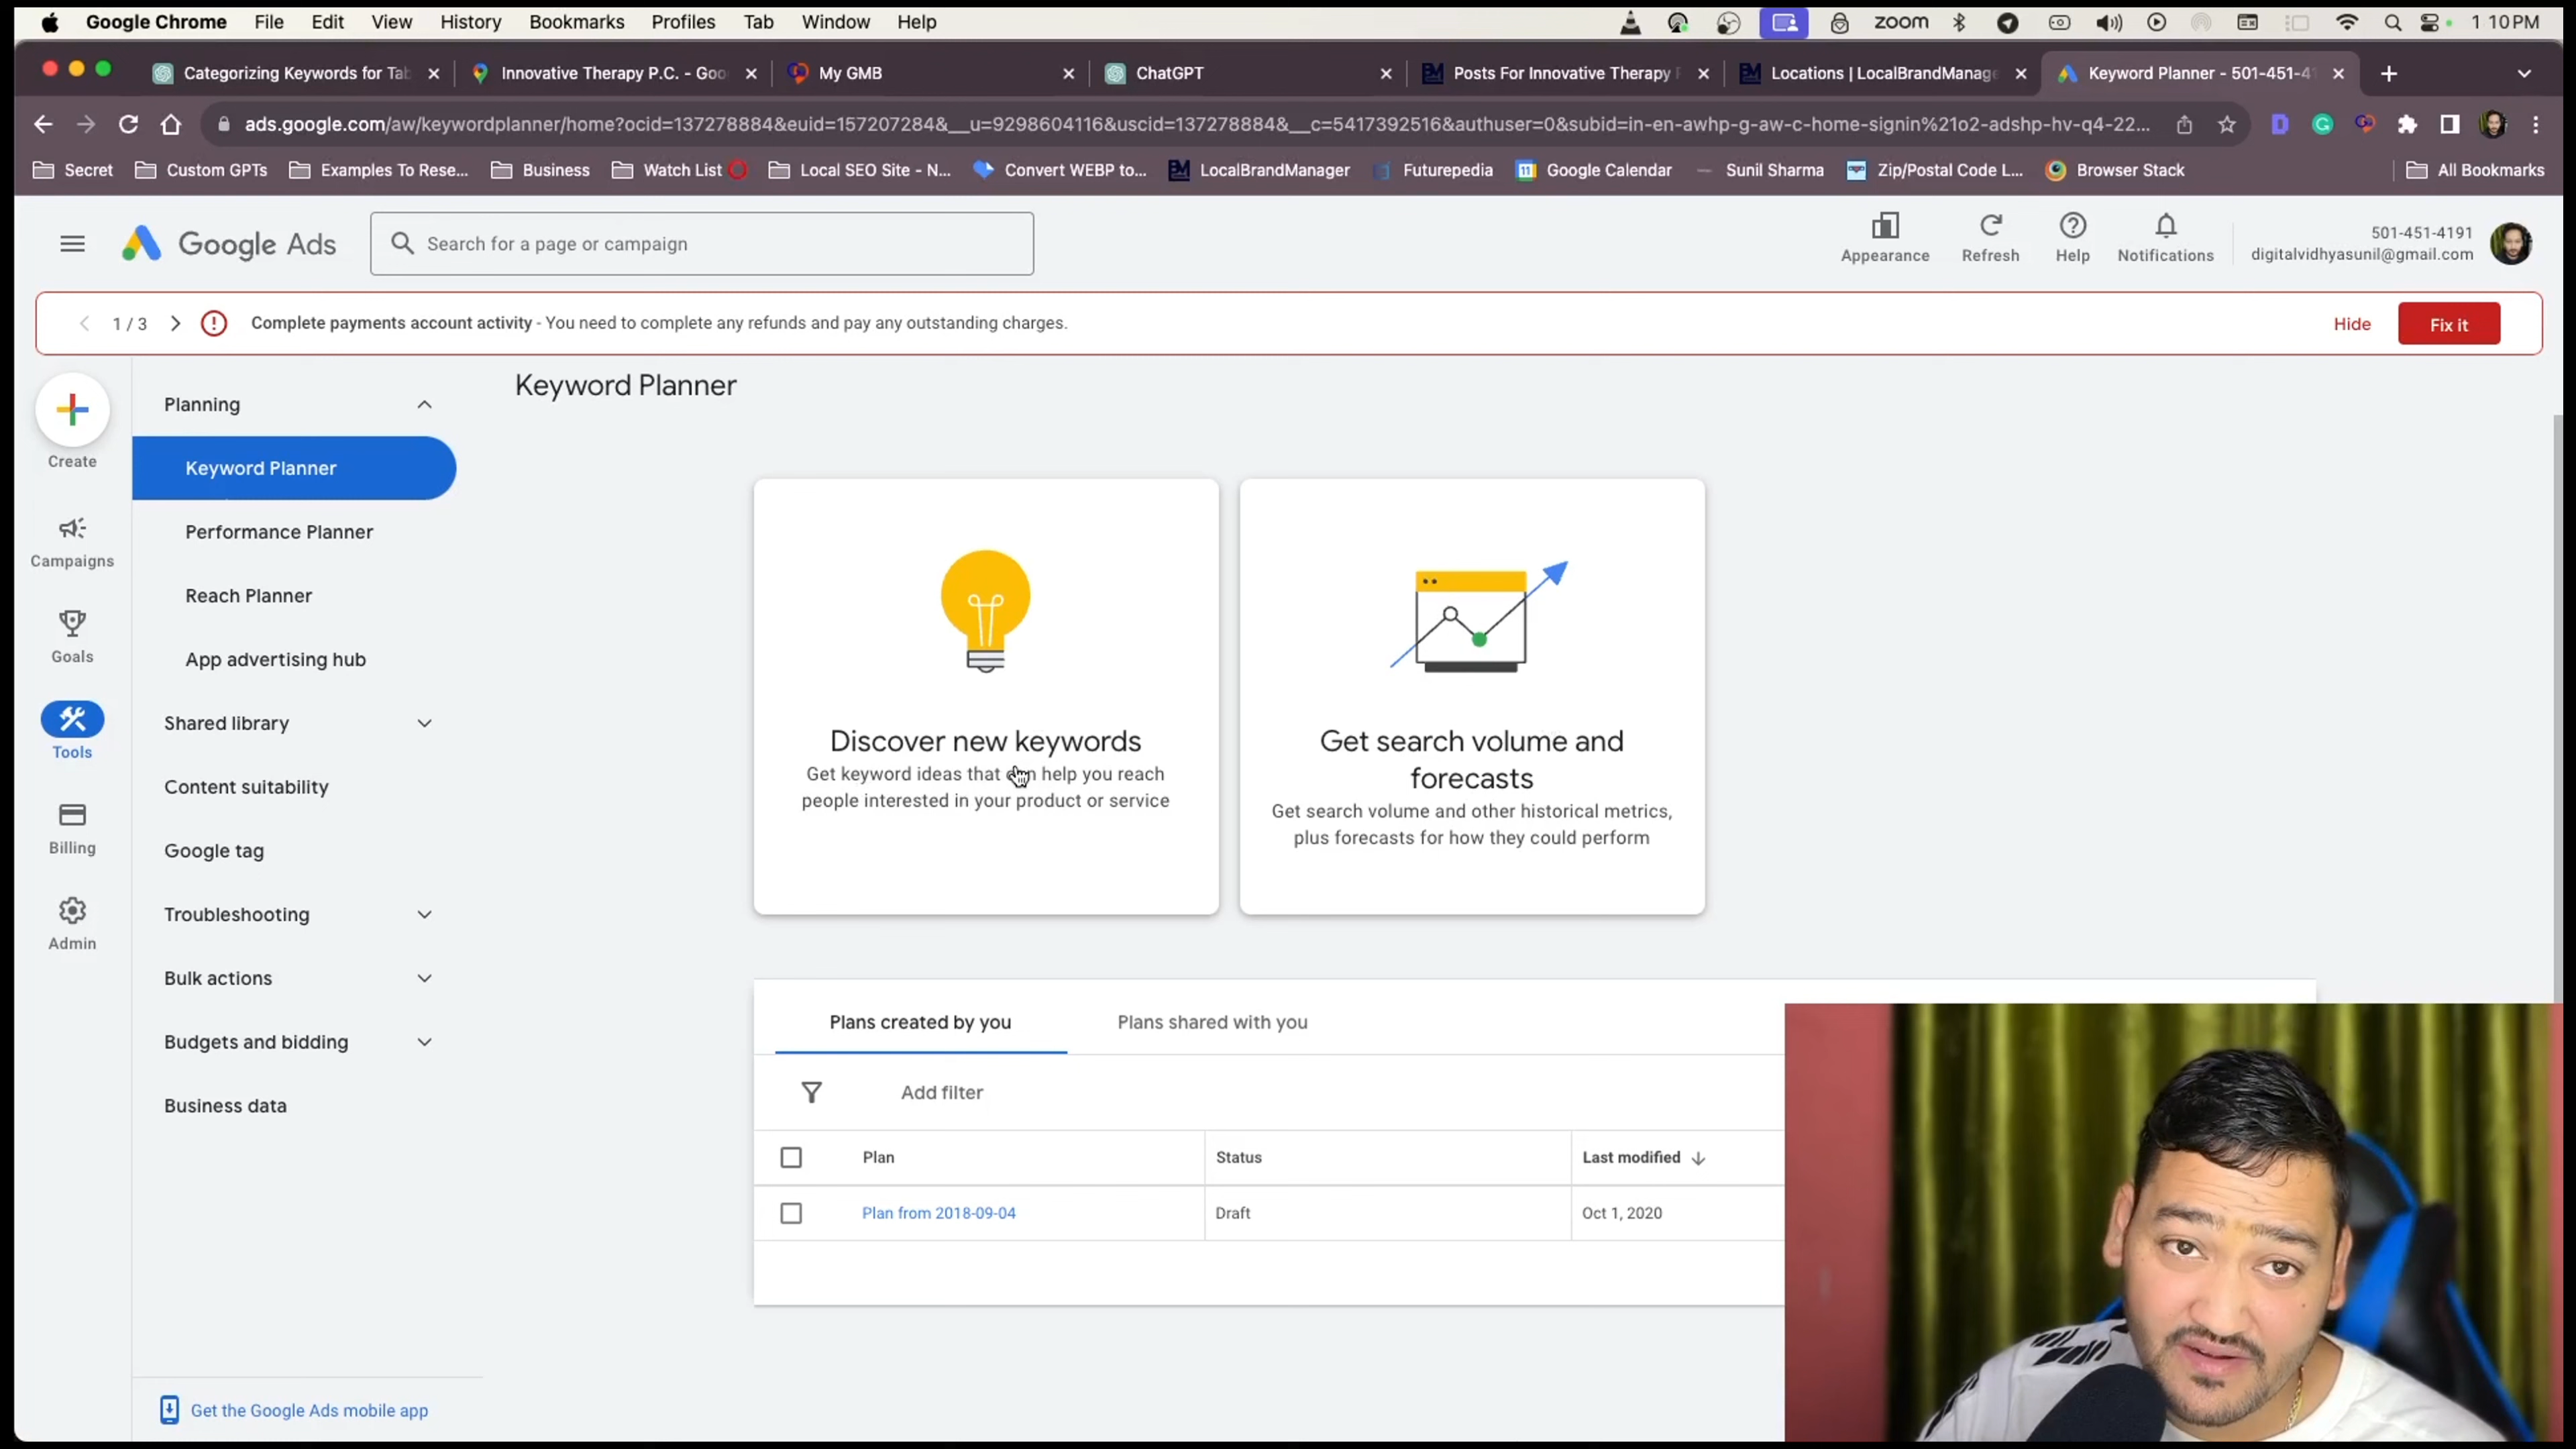 Google Chrome File Edit View History Bookmarks Profiles Tab Window Help zoom 1 10 PM
Categorizing Keywords for Tab Innovative Therapy P.C. - Goo My GMB ChatGPT Posts For Innovative Therapy Locations | LocalBrandManage Keyword Planner - 501-451-41
ads.google.com/aw/keywordplanner/home?ocid=137278884&euid=157207284&__u=9298604116&uscid=137278884&__c=5417392516&authuser=0&subid=in-en-awhp-g-aw-c-home-signin%21o2-adshp-hv-q4-22...
Secret Custom GPTs Examples To Rese... Business Watch List Local SEO Site - N... Convert WEBP to... LocalBrandManager Futurepedia 11 Google Calendar Sunil Sharma Zip/Postal Code L... Browser Stack All Bookmarks
Google Ads Search for a page or campaign Appearance Refresh Help Notifications
501-451-4191
digitalvidhyasunil@gmail.com
1 / 3 Complete payments account activity - You need to complete any refunds and pay any outstanding charges. Hide Fix it
Create
Campaigns
Goals
Tools
Billing
Admin
Planning
Keyword Planner
Performance Planner
Reach Planner
App advertising hub
Shared library
Content suitability
Google tag
Troubleshooting
Bulk actions
Budgets and bidding
Business data
Get the Google Ads mobile app
Keyword Planner
Discover new keywords
Get keyword ideas that can help you reach
people interested in your product or service
Get search volume and
forecasts
Get search volume and other historical metrics,
plus forecasts for how they could perform
Plans created by you Plans shared with you
Add filter
Plan Status Last modified
Plan from 2018-09-04 Draft Oct 1, 2020